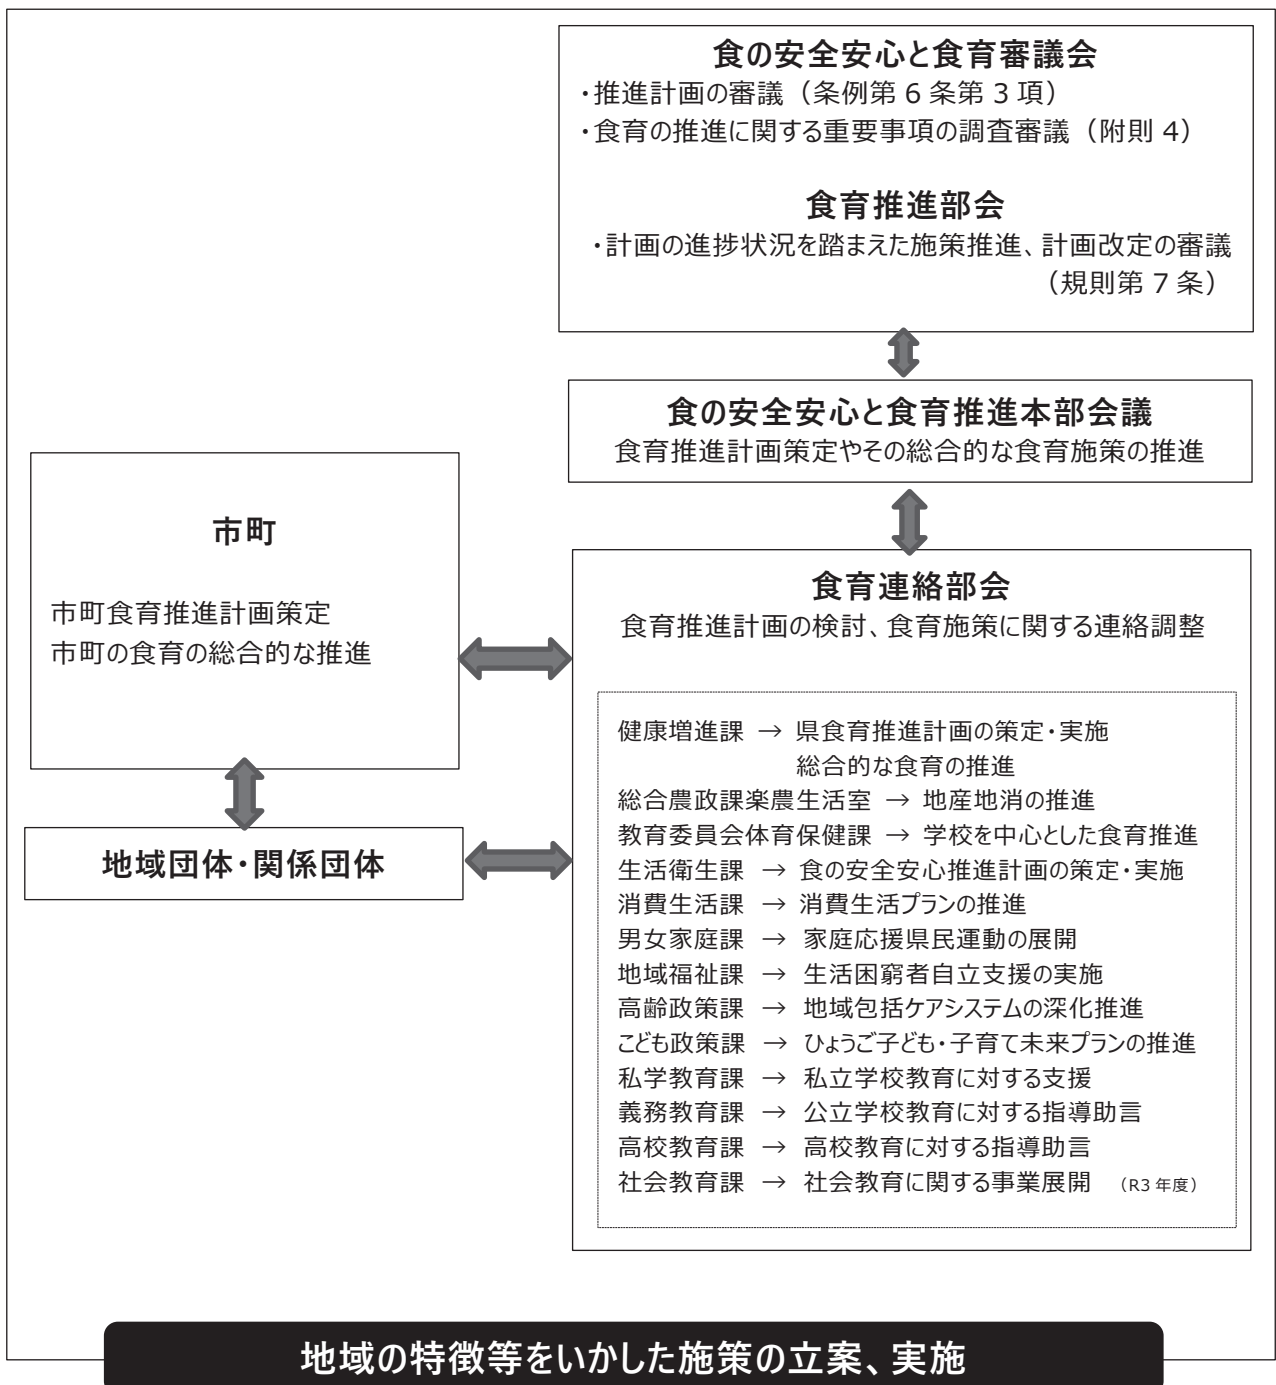 食の安全安心と食育審議会
・推進計画の審議（条例第 6 条第 3 項）
・食育の推進に関する重要事項の調査審議（附則 4）
食育推進部会
・計画の進捗状況を踏まえた施策推進、計画改定の審議
（規則第 7 条）
食の安全安心と食育推進本部会議
食育推進計画策定やその総合的な食育施策の推進
市町
市町食育推進計画策定
市町の食育の総合的な推進
地域団体・関係団体
食育連絡部会
食育推進計画の検討、食育施策に関する連絡調整
健康増進課 → 県食育推進計画の策定・実施
総合的な食育の推進
総合農政課楽農生活室 → 地産地消の推進
教育委員会体育保健課 → 学校を中心とした食育推進
生活衛生課 → 食の安全安心推進計画の策定・実施
消費生活課 → 消費生活プランの推進
男女家庭課 → 家庭応援県民運動の展開
地域福祉課 → 生活困窮者自立支援の実施
高齢政策課 → 地域包括ケアシステムの深化推進
こども政策課 → ひょうご子ども・子育て未来プランの推進
私学教育課 → 私立学校教育に対する支援
義務教育課 → 公立学校教育に対する指導助言
高校教育課 → 高校教育に対する指導助言
社会教育課 → 社会教育に関する事業展開 （R3 年度）
地域の特徴等をいかした施策の立案、実施